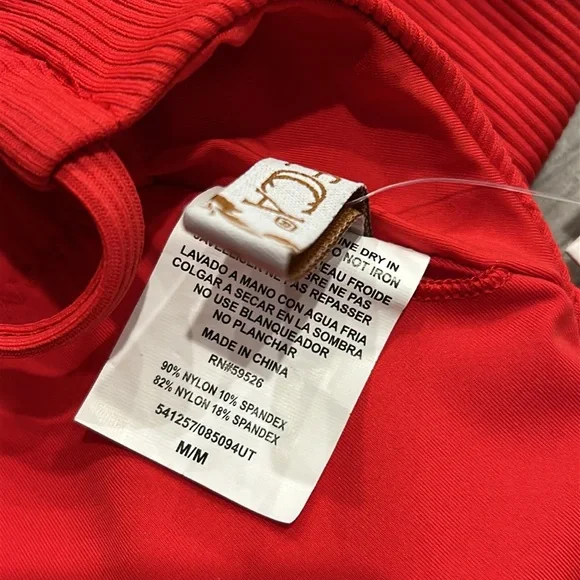 CA®
INE DRY IN
O NOT IRON
EAU FROIDE
NE PAS REPASSER
LAVADO A MANO CON AGUA FRIA
COLGAR A SECAR EN LA SOMBRA
NO USE BLANQUEADOR
NO PLANCHAR
MADE IN CHINA
RN#59526
90% NYLON 10% SPANDEX
82% NYLON 18% SPANDEX
541257/085094UT
M/M